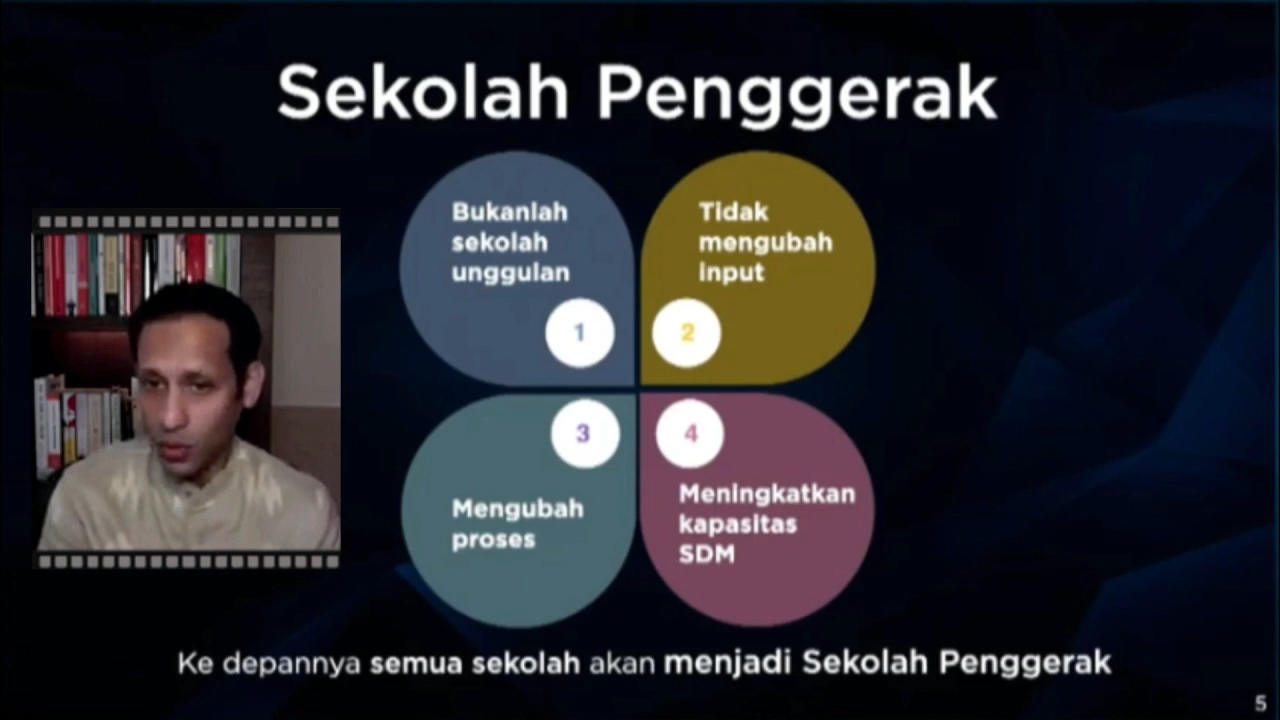 Sekolah Penggerak
Bukanlah
sekolah
unggulan
1
Tidak
mengubah
input
2
3
Mengubah
proses
4
Meningkatkan
kapasitas
SDM
Ke depannya semua sekolah akan menjadi Sekolah Penggerak
5